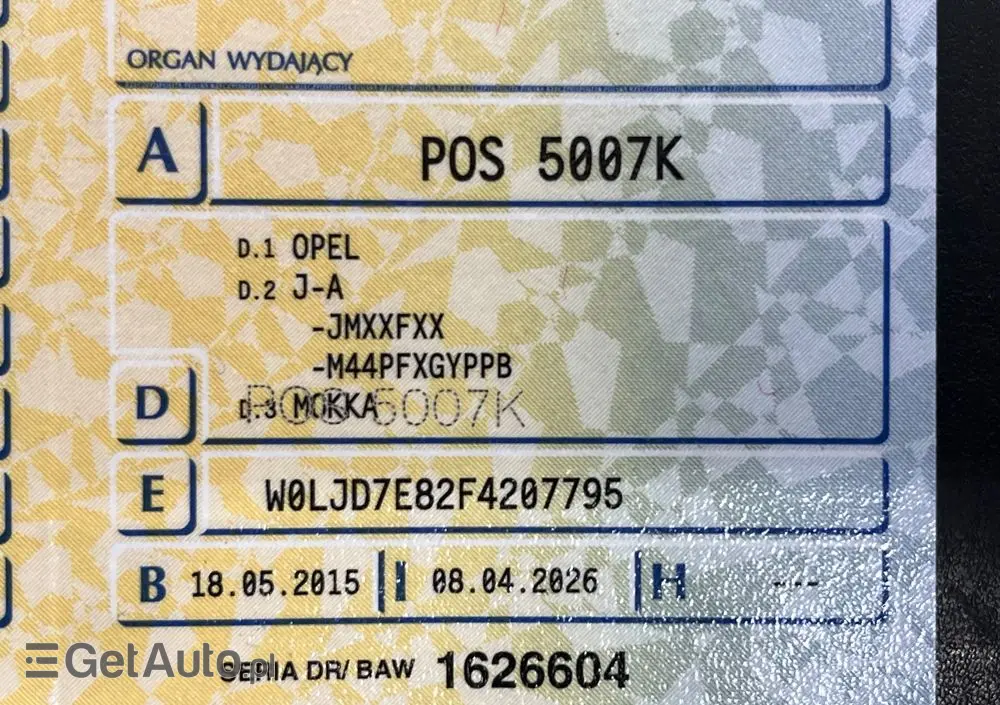 ORGAN WYDAJĄCY
A POS 5007K
D.1 OPEL
D.2 J-A
-JMXXFXX
-M44PFXGYPPB
D D.3 MOKKA
POS 5007K
E W0LJD7E82F4207795
B 18.05.2015 I 08.04.2026 H ---
GetAuto.pl SERIA DR/ BAW 1626604